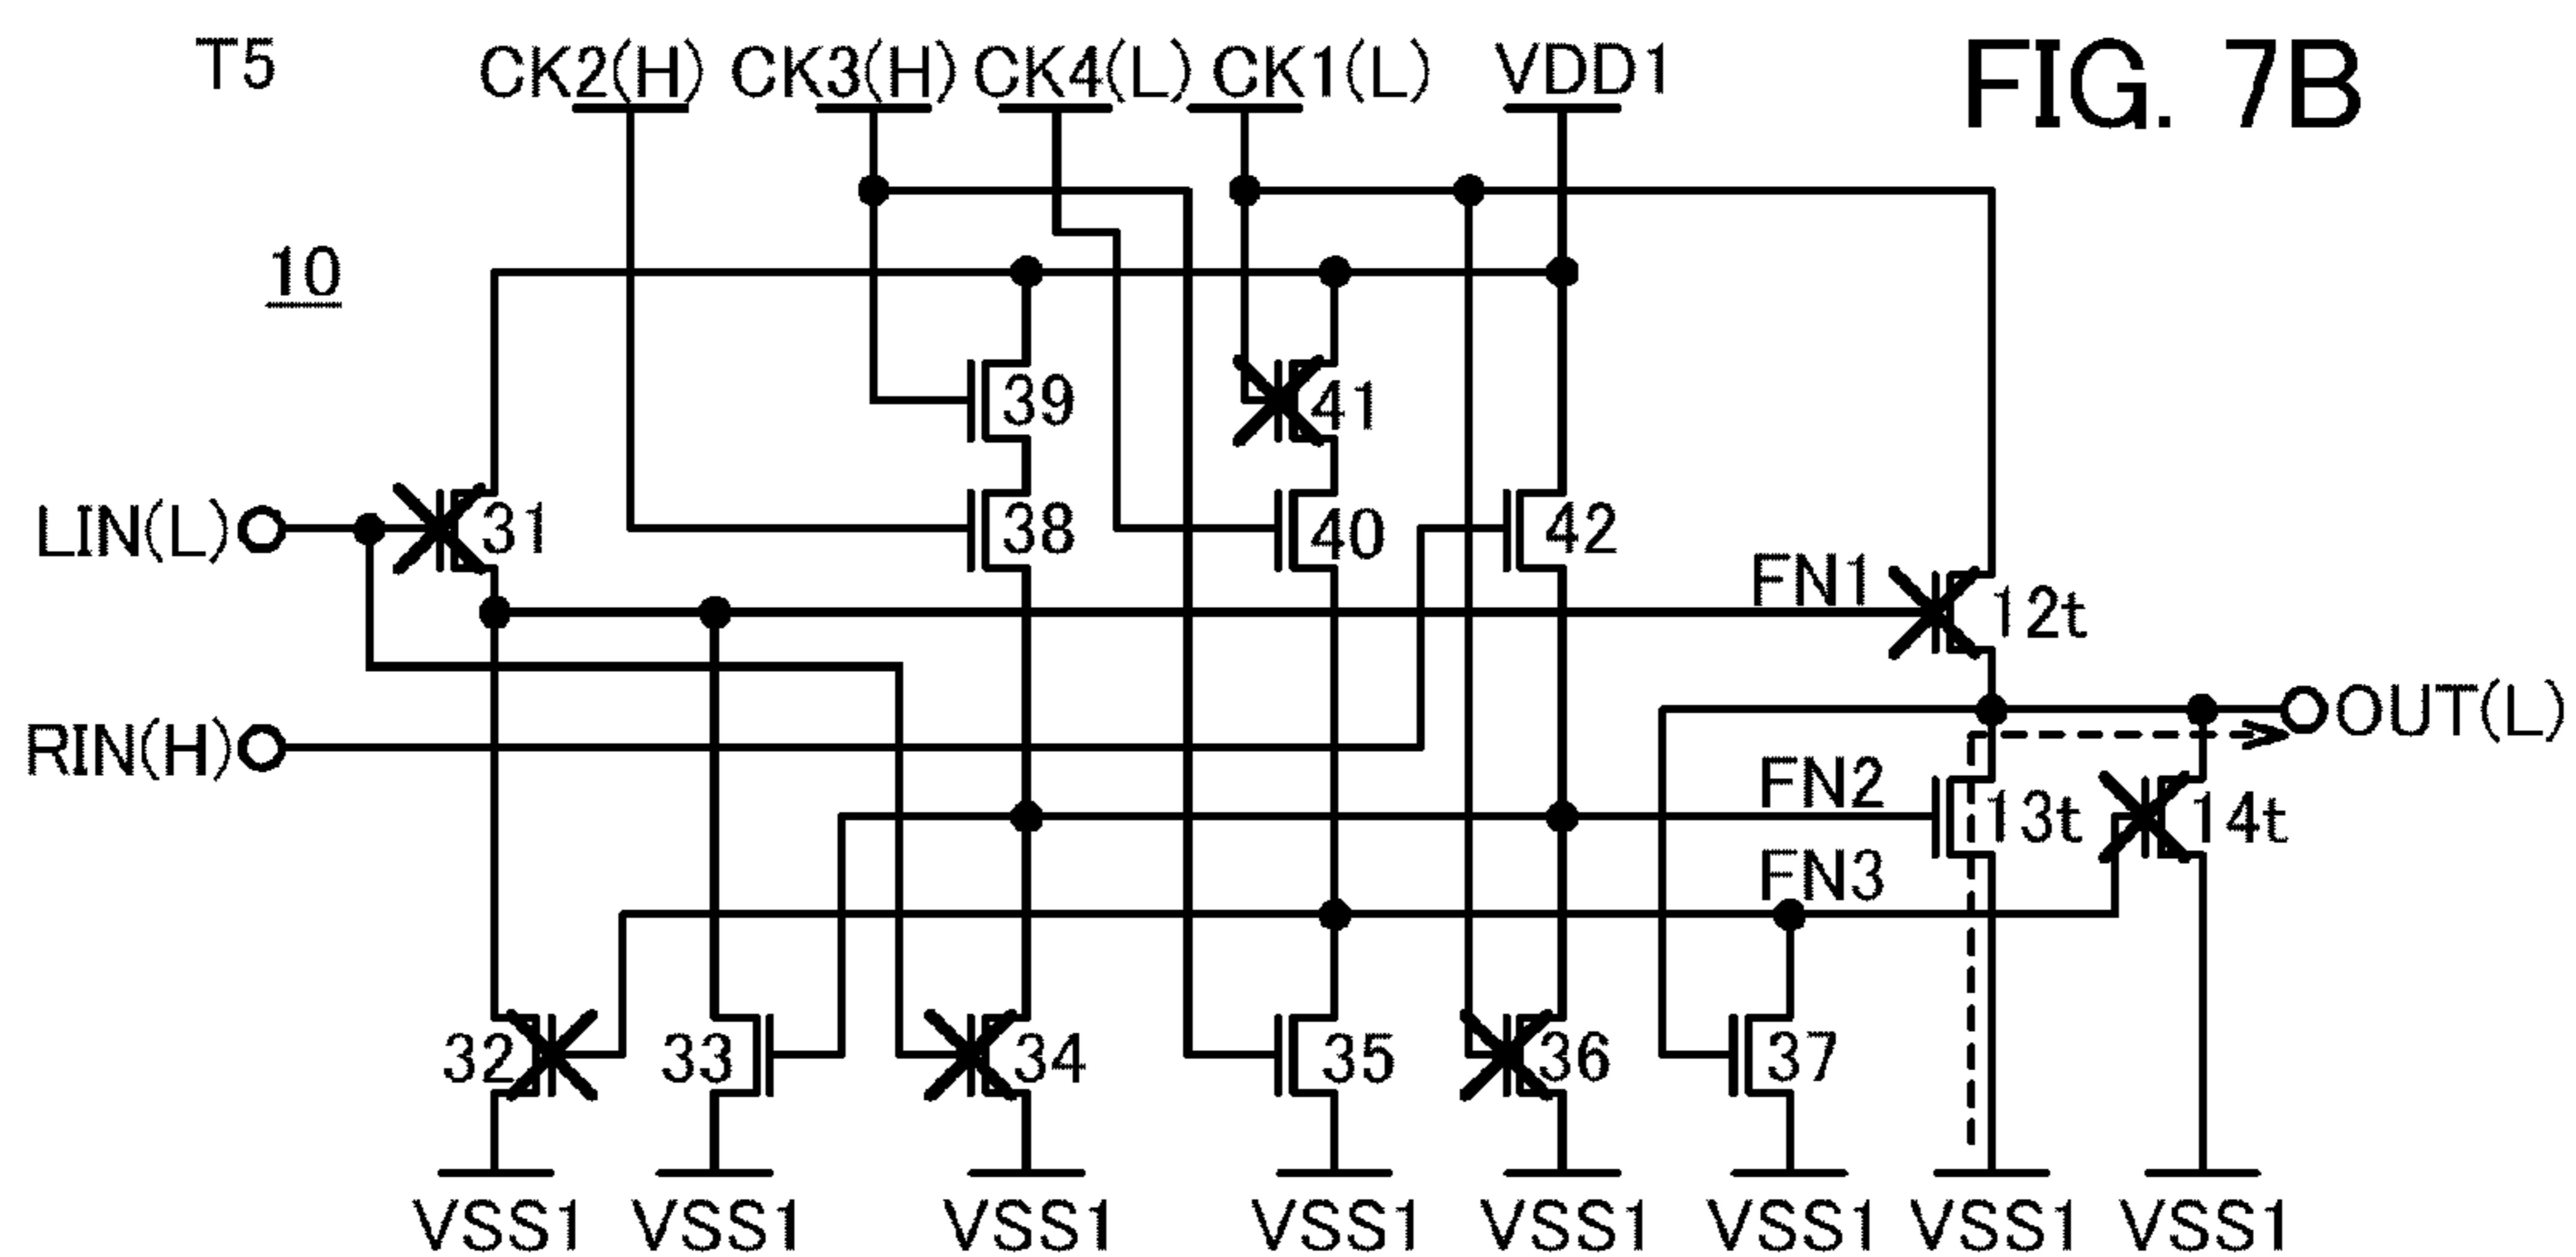 T5
CK2(H) CK3(H) CK4(L) CK1(L) VDD1
FIG. 7B
10
39 41
LIN(L) 31 38 40 42
FN1 12t
RIN(H) OUT(L)
FN2 13t 14t
FN3
32 33 34 35 36 37
VSS1 VSS1 VSS1 VSS1 VSS1 VSS1 VSS1 VSS1